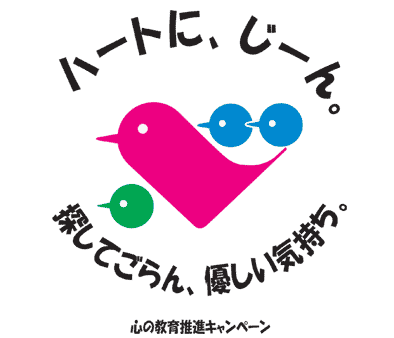 ハートに、じーん。
探してごらん、優しい気持ち。
心の教育推進キャンペーン